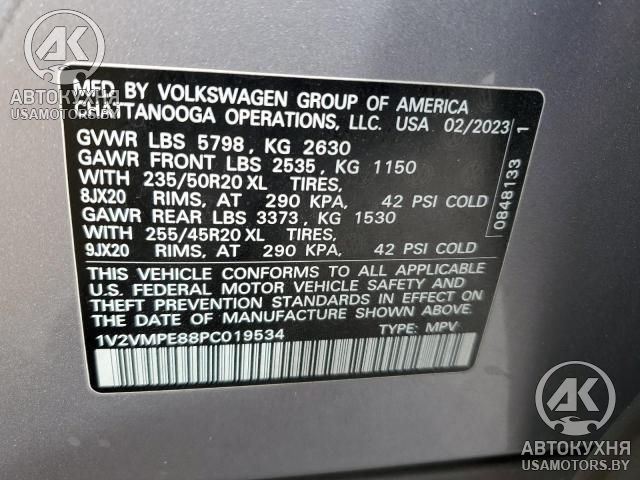 MFD BY VOLKSWAGEN GROUP OF AMERICA
CHATTANOOGA OPERATIONS, LLC. USA 02/2023
GVWR LBS 5798, KG 2630
GAWR FRONT LBS 2535, KG 1150
WITH 235/50R20 XL TIRES,
8JX20 RIMS, AT 290 KPA, 42 PSI COLD
GAWR REAR LBS 3373, KG 1530
WITH 255/45R20 XL TIRES,
9JX20 RIMS, AT 290 KPA, 42 PSI COLD
THIS VEHICLE CONFORMS TO ALL APPLICABLE
U.S. FEDERAL MOTOR VEHICLE SAFETY AND
THEFT PREVENTION STANDARDS IN EFFECT ON
THE DATE OF MANUFACTURE SHOWN ABOVE.
1V2VMPE88PC019534 TYPE: MPV
0848133 1
АК
АВТОКУХНЯ
USAMOTORS.BY
АК
АВТОКУХНЯ
USAMOTORS.BY